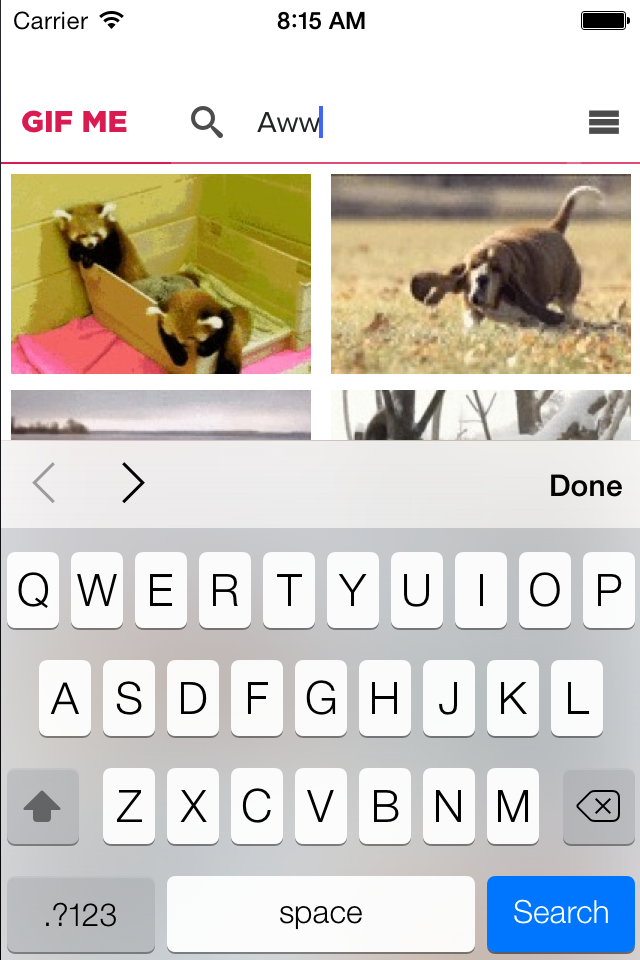 Carrier 8:15 AM
GIF ME Aww
Done
Q W E R T Y U I O P
A S D F G H J K L
Z X C V B N M
.?123 space Search